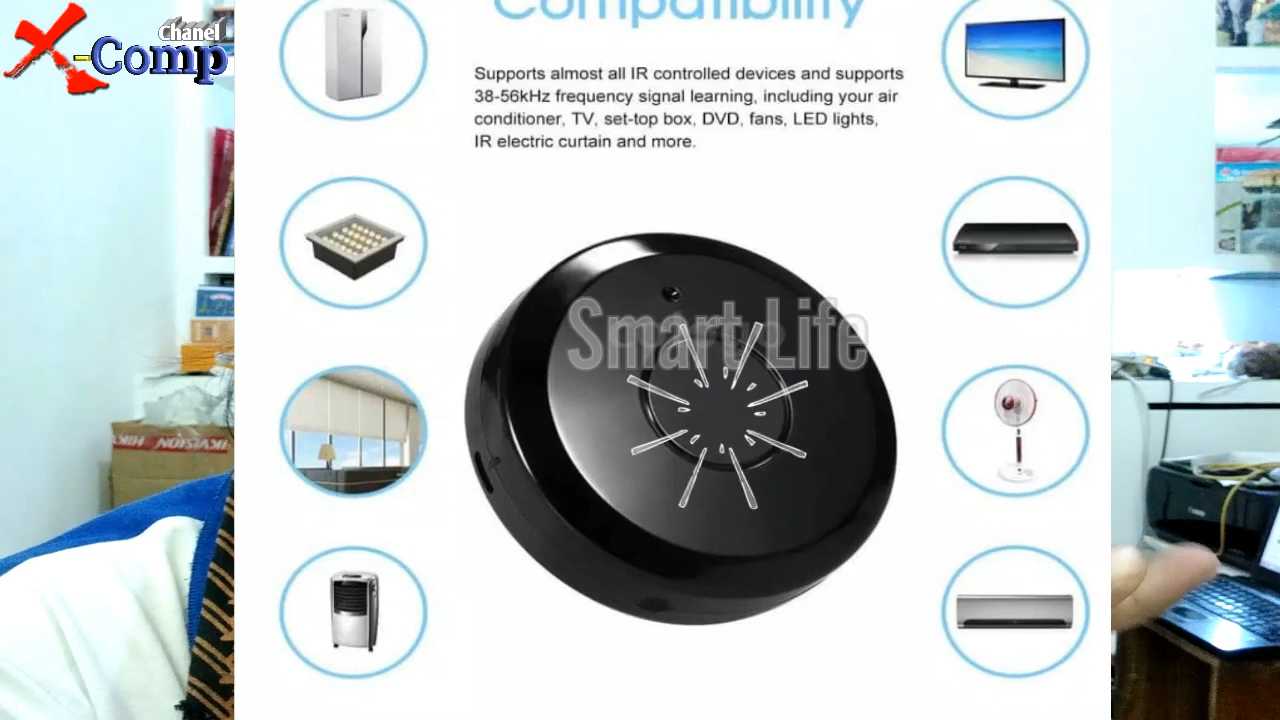 Chanel
X-Comp
Compatibility
Supports almost all IR controlled devices and supports
38-56kHz frequency signal learning, including your air
conditioner, TV, set-top box, DVD, fans, LED lights,
IR electric curtain and more.
Smart Life
HIKVISION